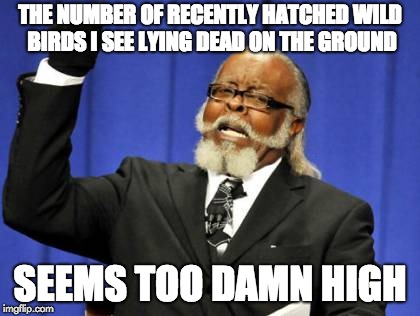 THE NUMBER OF RECENTLY HATCHED WILD
BIRDS I SEE LYING DEAD ON THE GROUND
SEEMS TOO DAMN HIGH
imgflip.com